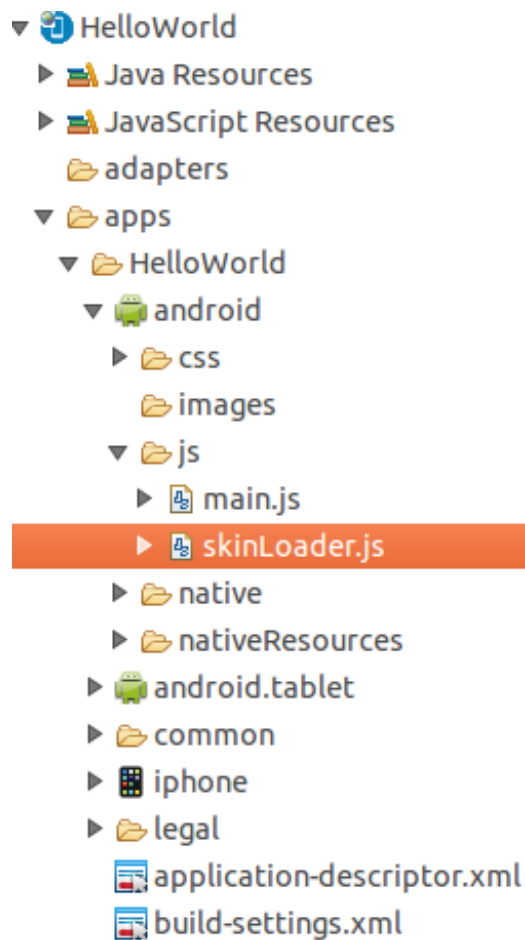 HelloWorld
Java Resources
JavaScript Resources
adapters
apps
HelloWorld
android
css
images
js
main.js
skinLoader.js
native
nativeResources
android.tablet
common
iphone
legal
application-descriptor.xml
build-settings.xml